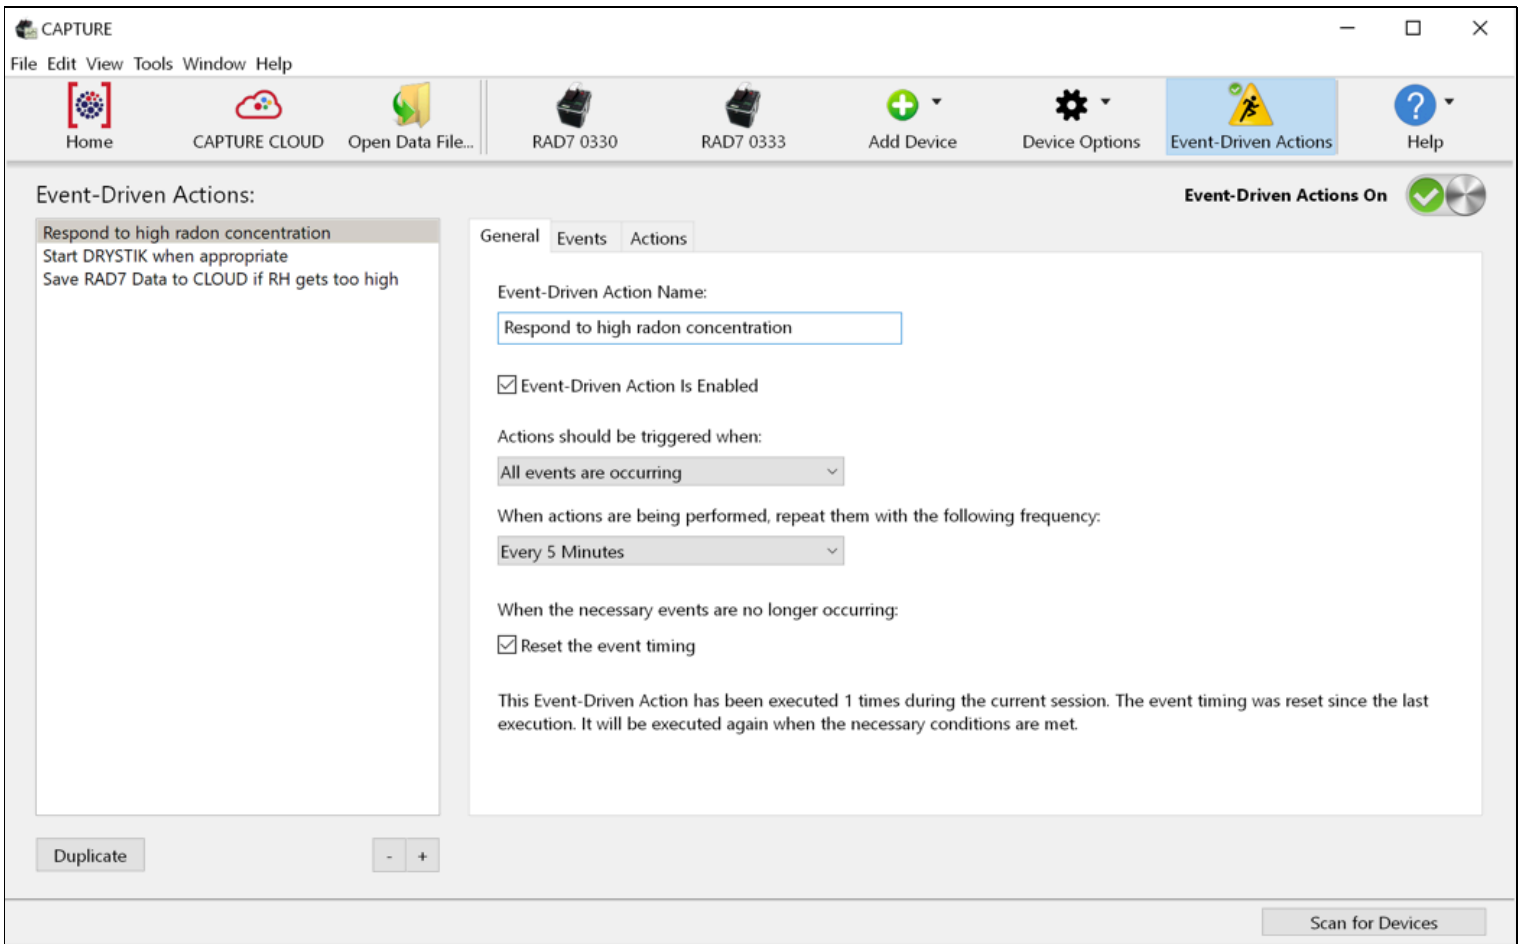 CAPTURE
File Edit View Tools Window Help
Home
CAPTURE CLOUD
Open Data File...
RAD7 0330
RAD7 0333
Add Device
Device Options
Event-Driven Actions
Help
Event-Driven Actions:
Event-Driven Actions On
Respond to high radon concentration
Start DRYSTIK when appropriate
Save RAD7 Data to CLOUD if RH gets too high
General Events Actions
Event-Driven Action Name:
Respond to high radon concentration
Event-Driven Action Is Enabled
Actions should be triggered when:
All events are occurring
When actions are being performed, repeat them with the following frequency:
Every 5 Minutes
When the necessary events are no longer occurring:
Reset the event timing
This Event-Driven Action has been executed 1 times during the current session. The event timing was reset since the last
execution. It will be executed again when the necessary conditions are met.
Duplicate
- +
Scan for Devices